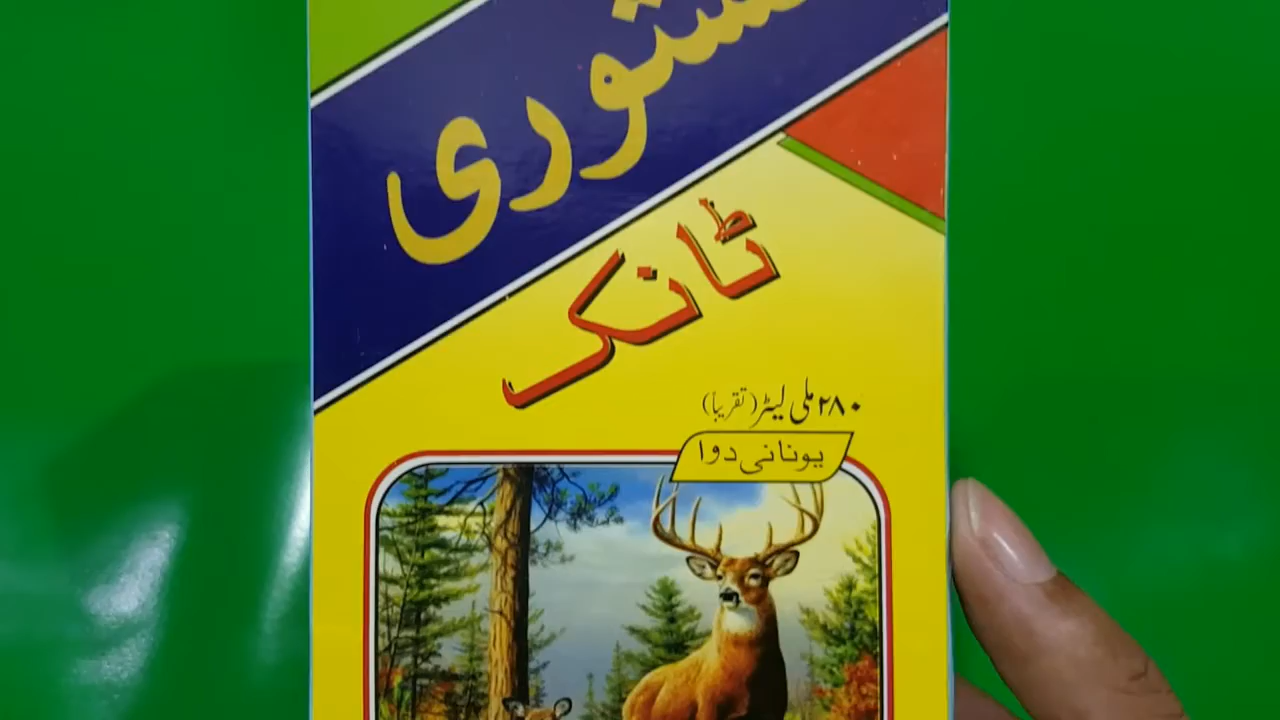 ستوری
ٹانک
۲۸۰ ملی لیٹر (تقریباً)
یونانی دوا